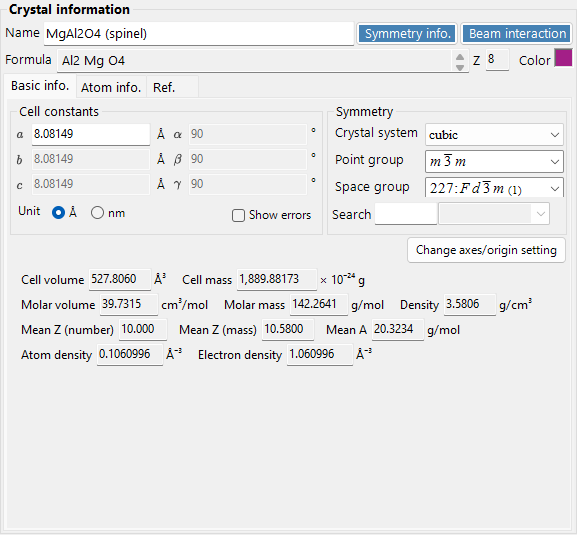 Crystal information
Name MgAl2O4 (spinel) Symmetry info. Beam interaction
Formula Al2 Mg O4 Z 8 Color
Basic info. Atom info. Ref.
Cell constants
a 8.08149 Å α 90 °
b 8.08149 Å β 90 °
c 8.08149 Å γ 90 °
Unit Å nm Show errors
Symmetry
Crystal system cubic
Point group m 3̅ m
Space group 227: F d 3̅ m (1)
Search
Change axes/origin setting
Cell volume 527.8060 Å³ Cell mass 1,889.88173 × 10⁻²⁴ g
Molar volume 39.7315 cm³/mol Molar mass 142.2641 g/mol Density 3.5806 g/cm³
Mean Z (number) 10.000 Mean Z (mass) 10.5800 Mean A 20.3234 g/mol
Atom density 0.1060996 Å⁻³ Electron density 1.060996 Å⁻³